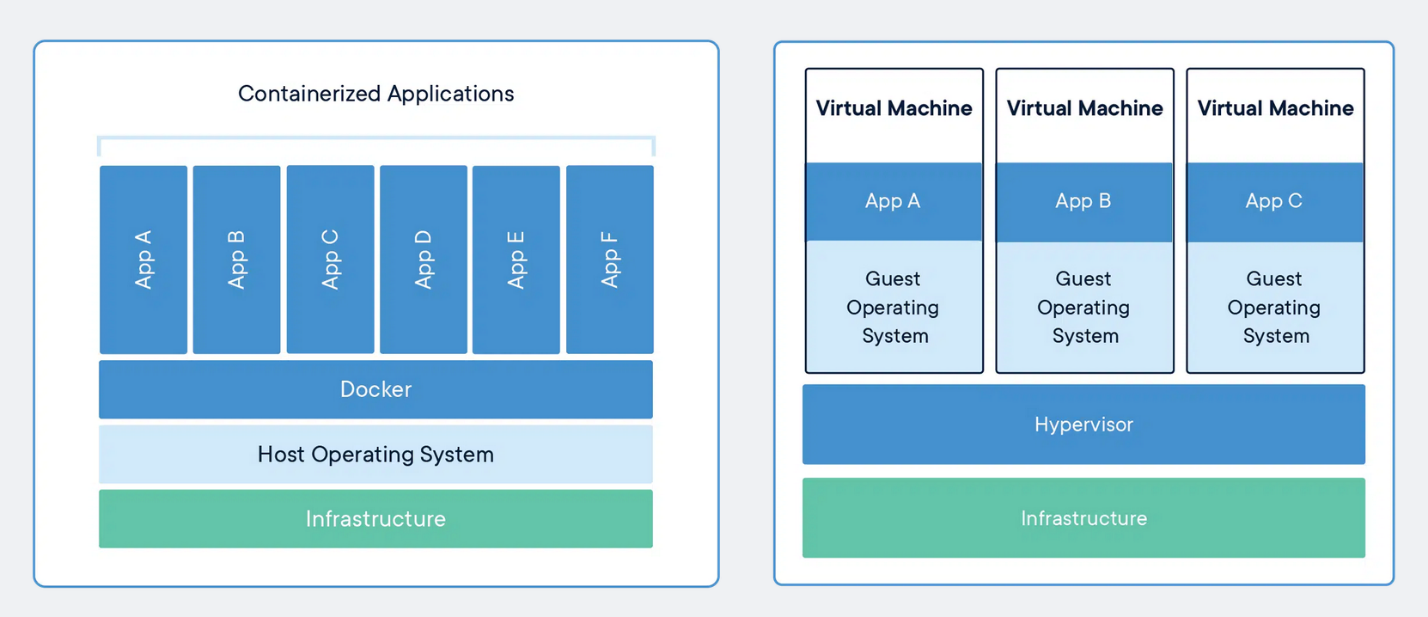 Containerized Applications
App A
App B
App C
App D
App E
App F
Docker
Host Operating System
Infrastructure
Virtual Machine
App A
Guest
Operating
System
Virtual Machine
App B
Guest
Operating
System
Virtual Machine
App C
Guest
Operating
System
Hypervisor
Infrastructure